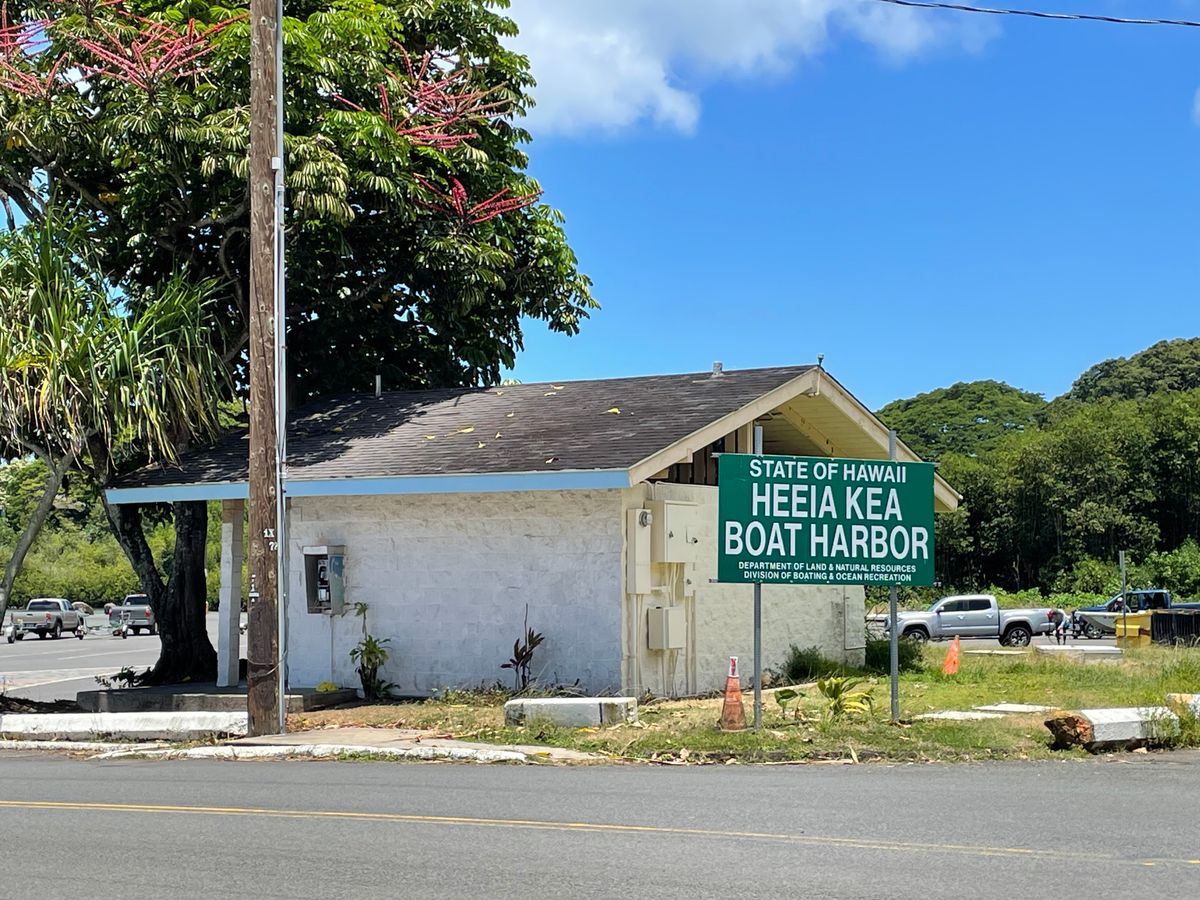 STATE OF HAWAII
HEEIA KEA
BOAT HARBOR
DEPARTMENT OF LAND & NATURAL RESOURCES
DIVISION OF BOATING & OCEAN RECREATION